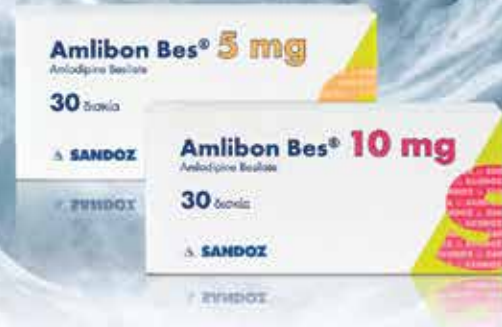 Amlibon Bes® 5 mg
Amlodipine Besilate
30 δισκία
SANDOZ
Amlibon Bes® 10 mg
Amlodipine Besilate
30 δισκία
SANDOZ